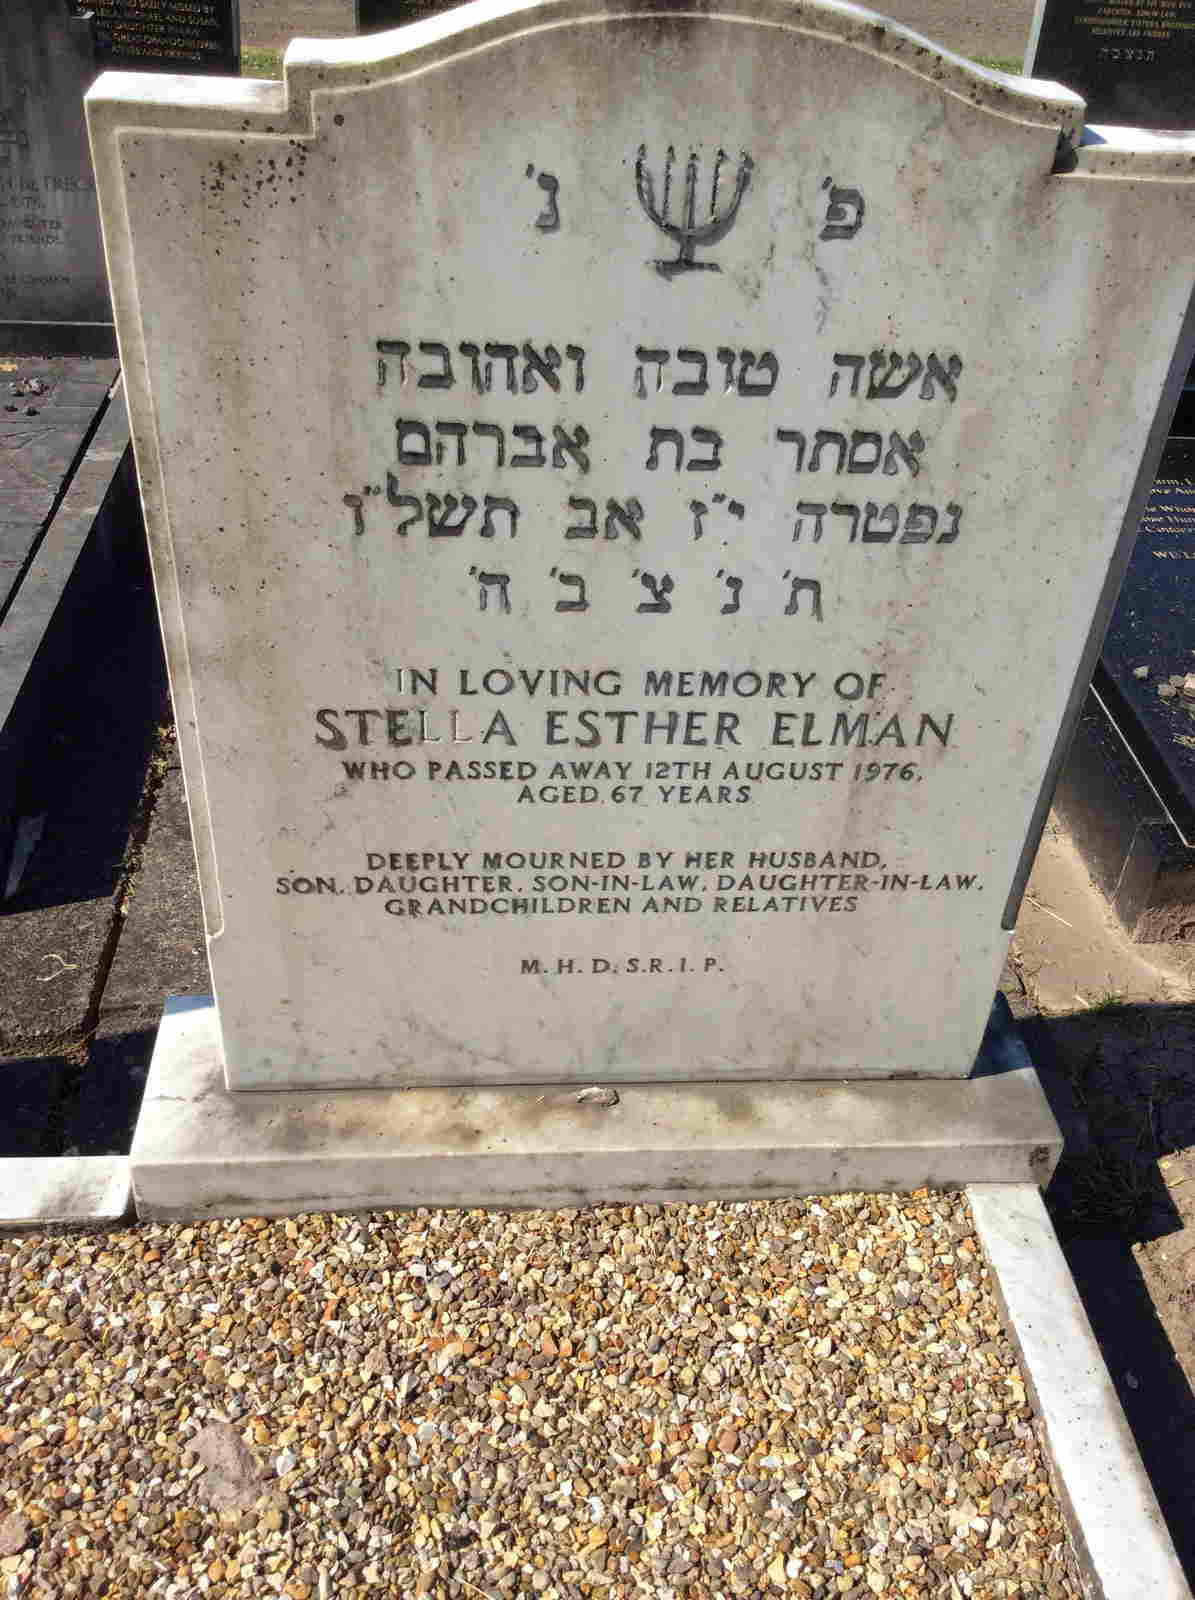 פ' נ'
אשה טובה ואהובה
אסתר בת אברהם
נפטרה י"ז אב תשל"ו
ת' נ' צ' ב' ה'
IN LOVING MEMORY OF
STELLA ESTHER ELMAN
WHO PASSED AWAY 12TH AUGUST 1976,
AGED 67 YEARS
DEEPLY MOURNED BY HER HUSBAND,
SON, DAUGHTER, SON-IN-LAW, DAUGHTER-IN-LAW,
GRANDCHILDREN AND RELATIVES
M. H. D. S. R. I. P.